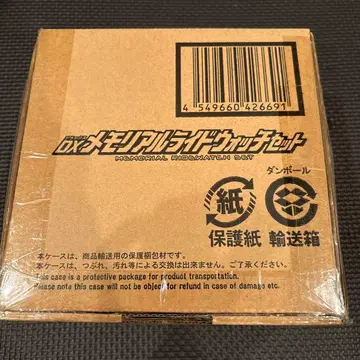 4 549660 426691
DXメモリアルライドウォッチセット
MEMORIAL RIDEWATCH SET
ダンボール
紙
保護紙 輸送箱
本ケースは、商品輸送用の保護梱包材です。
本ケースは、つぶれ、汚れ等による交換は出来ません。ご了承ください。
This case is a protective package for product transportation.
Please note this case will not be object for refund in case of damage etc.